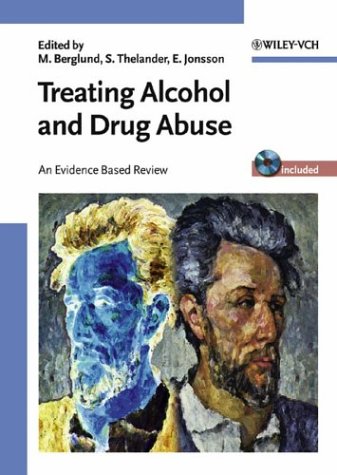 Edited by
M. Berglund, S. Thelander, E. Jonsson
WILEY-VCH
Treating Alcohol
and Drug Abuse
An Evidence Based Review
included